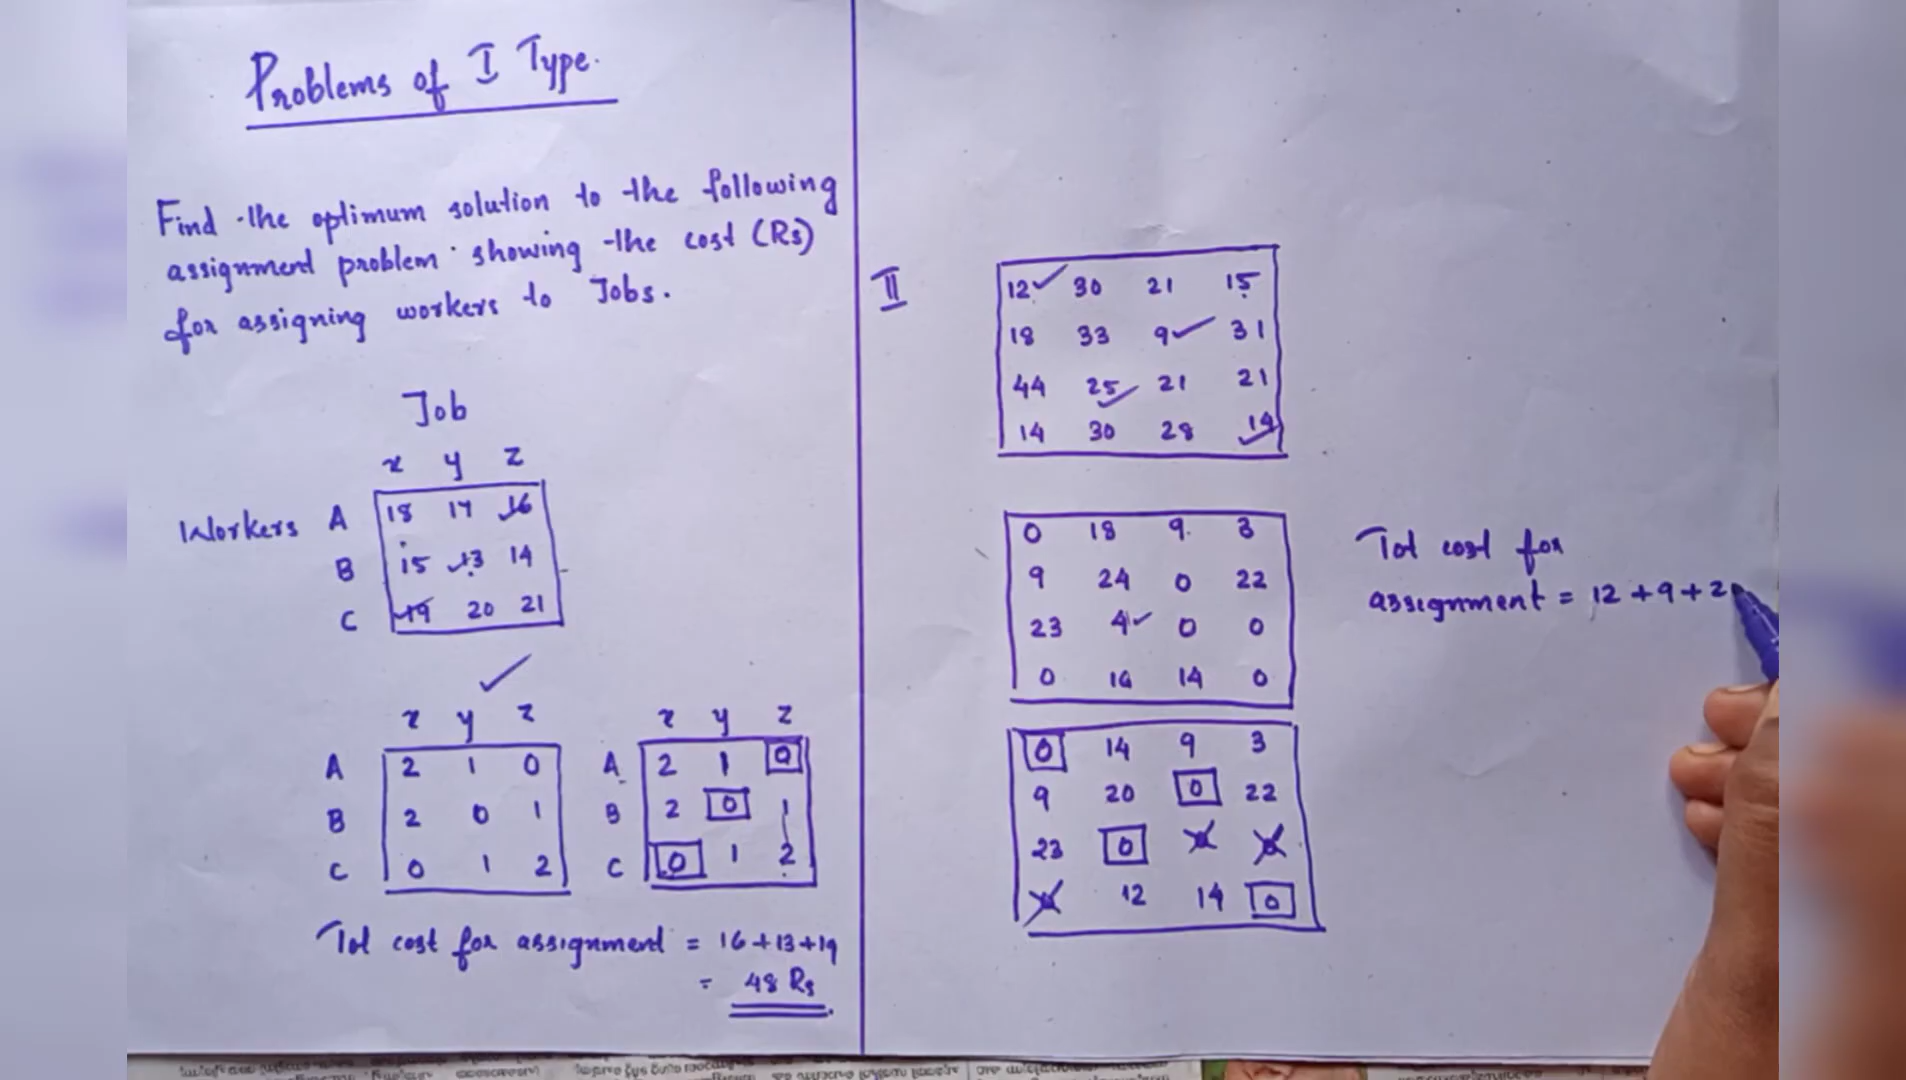 Problems of I Type.
Find the optimum solution to the following
assignment problem showing the cost (Rs)
for assigning workers to Jobs.
Job
x y z
Workers A 18 17 16
B 15 13 14
C 19 20 21
x y z
A 2 1 0
B 2 0 1
C 0 1 2
x y z
A 2 1 0
B 2 0 1
C 0 1 2
Tot cost for assignment = 16+13+19
= 48 Rs
II
12 30 21 15
18 33 9 31
44 25 21 21
14 30 28 14
0 18 9 3
9 24 0 22
23 4 0 0
0 16 14 0
0 14 9 3
9 20 0 22
23 0 0 0
0 12 14 0
Tot cost for
assignment = 12+9+2